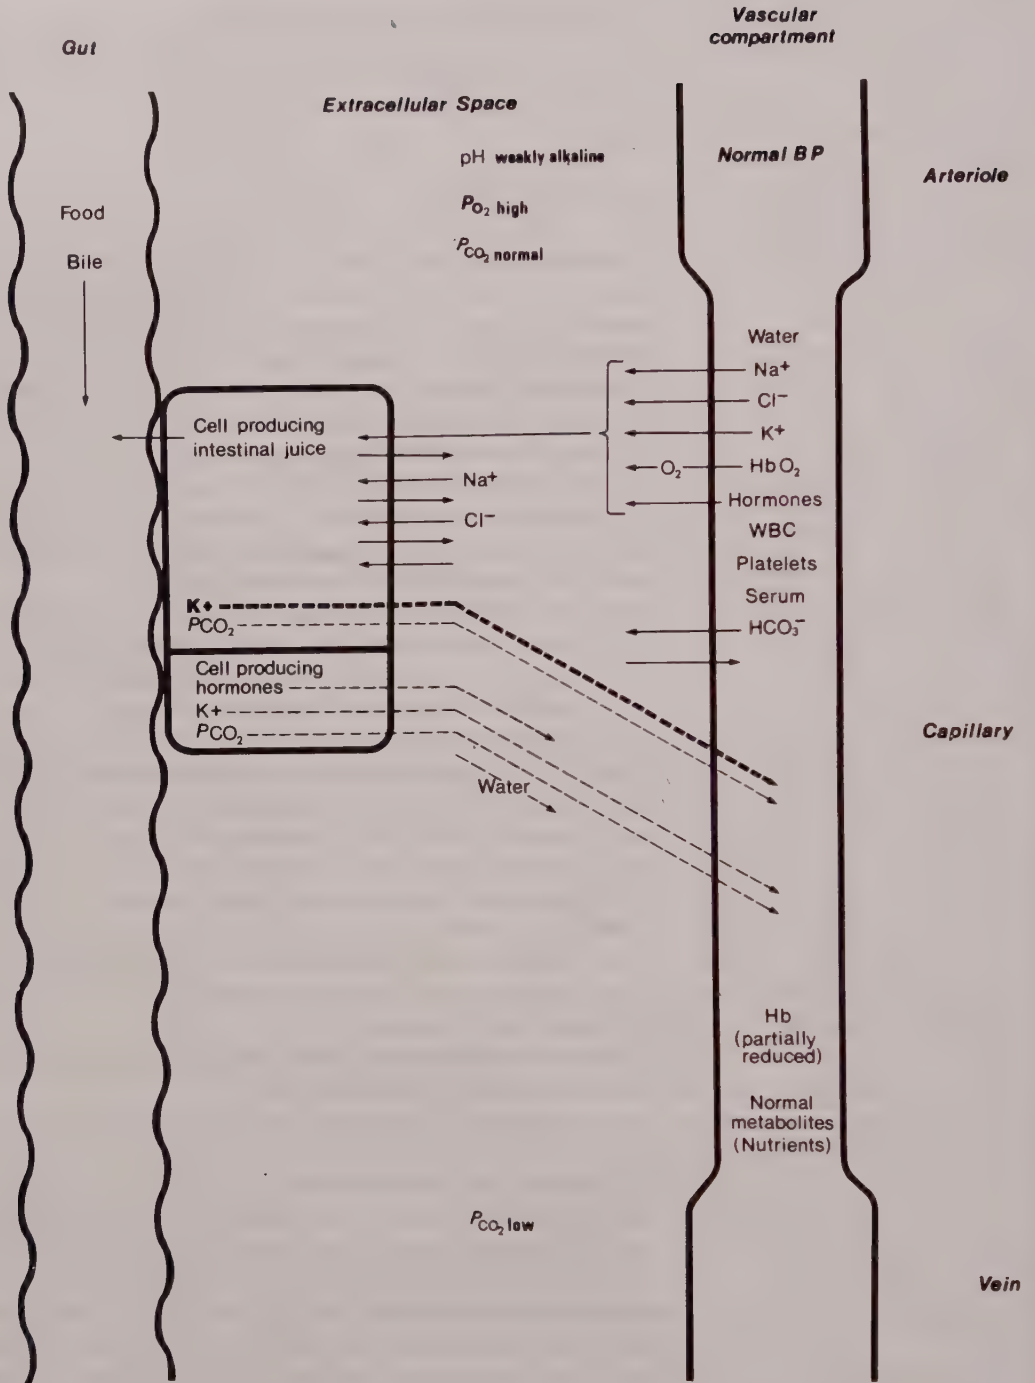 Gut
Vascular
compartment
Extracellular Space
pH weakly alkaline
Normal BP
Arteriole
PO₂ high
Food
PCO₂ normal
Bile
Water
Na⁺
Cl⁻
Cell producing
intestinal juice
K⁺
O₂
HbO₂
Na⁺
Hormones
Cl⁻
WBC
Platelets
Serum
K+
PCO₂
HCO₃⁻
Cell producing
hormones
K+
PCO₂
Capillary
Water
Hb
(partially
reduced)
Normal
metabolites
(Nutrients)
PCO₂ low
Vein